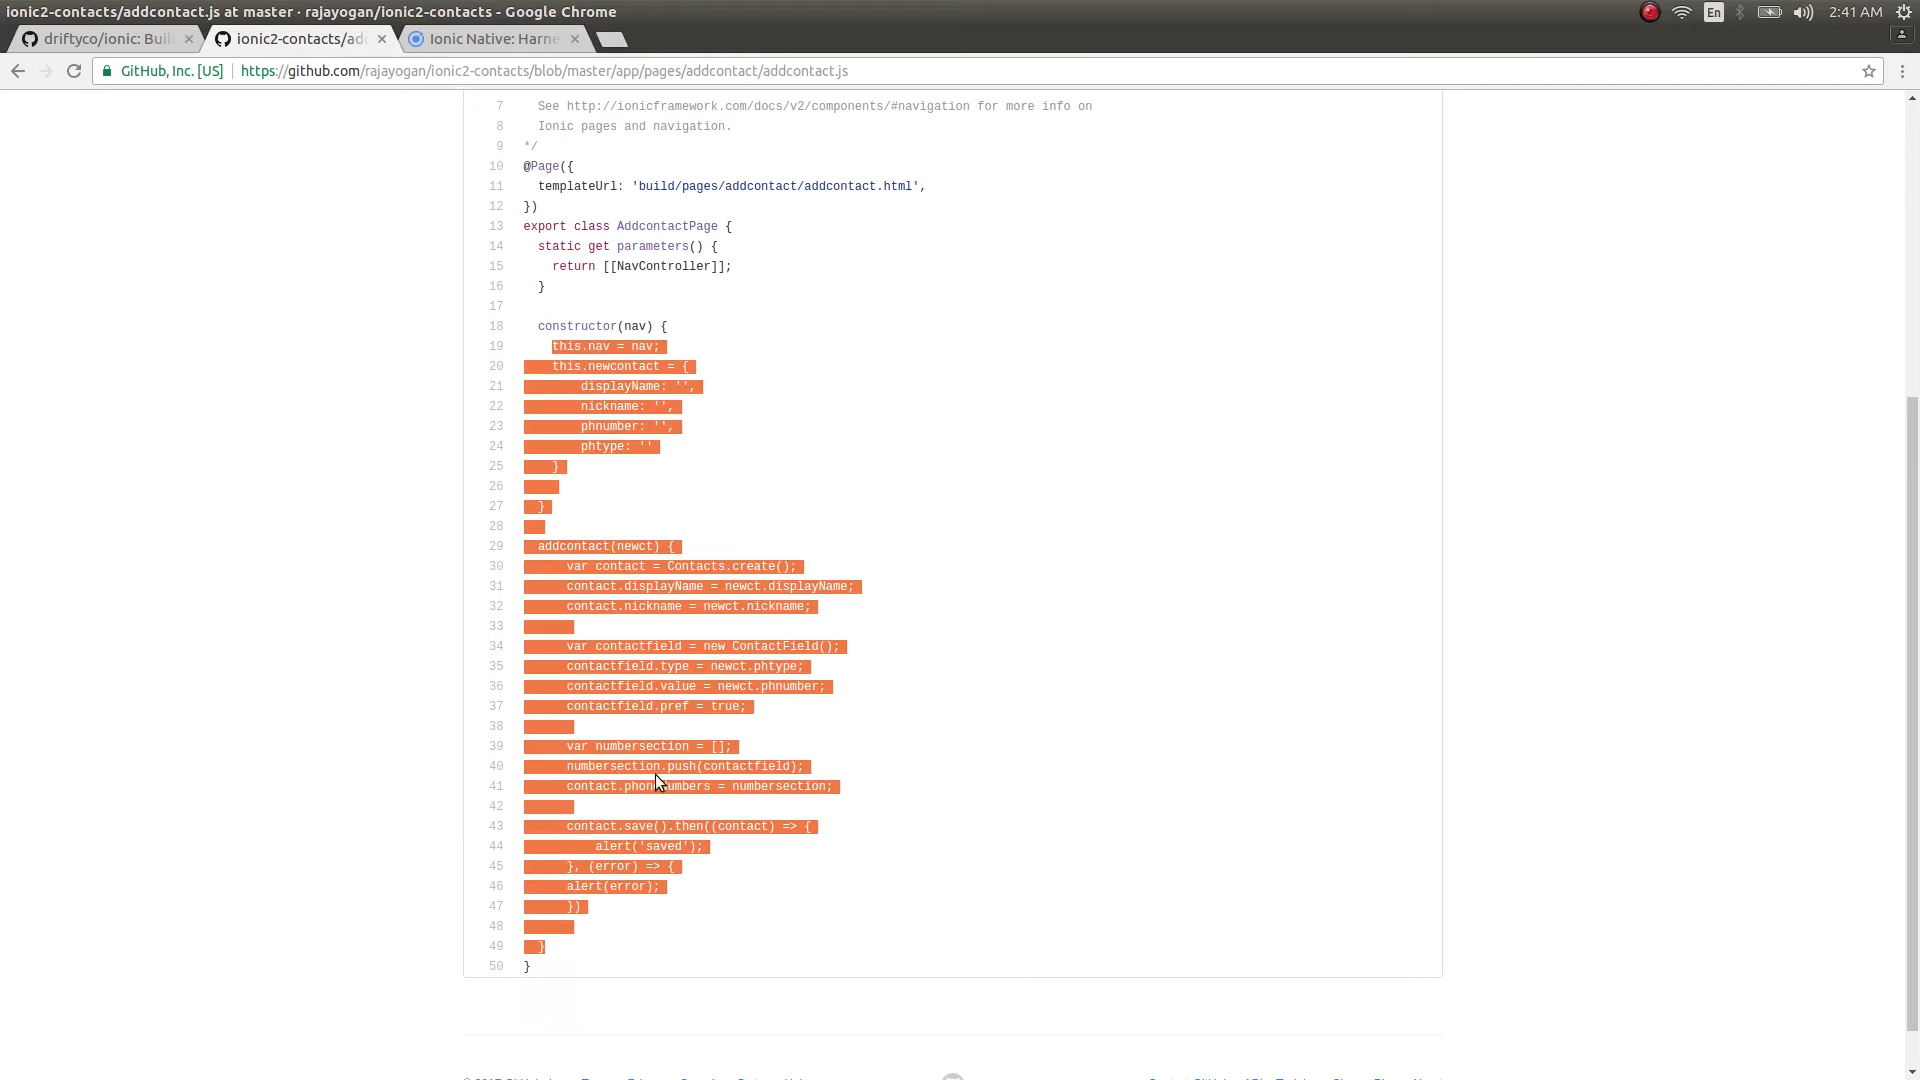 ionic2-contacts/addcontact.js at master · rajayogan/ionic2-contacts - Google Chrome
En
2:41 AM
driftyco/ionic: Buil
ionic2-contacts/ad
Ionic Native: Harne
GitHub, Inc. [US]
https://github.com/rajayogan/ionic2-contacts/blob/master/app/pages/addcontact/addcontact.js
7 See http://ionicframework.com/docs/v2/components/#navigation for more info on
8 Ionic pages and navigation.
9 */
10 @Page({
11 templateUrl: 'build/pages/addcontact/addcontact.html',
12 })
13 export class AddcontactPage {
14 static get parameters() {
15 return [[NavController]];
16 }
17
18 constructor(nav) {
19 this.nav = nav;
20 this.newcontact = {
21 displayName: '',
22 nickname: '',
23 phnumber: '',
24 phtype: ''
25 }
26
27 }
28
29 addcontact(newct) {
30 var contact = Contacts.create();
31 contact.displayName = newct.displayName;
32 contact.nickname = newct.nickname;
33
34 var contactfield = new ContactField();
35 contactfield.type = newct.phtype;
36 contactfield.value = newct.phnumber;
37 contactfield.pref = true;
38
39 var numbersection = [];
40 numbersection.push(contactfield);
41 contact.phonenumbers = numbersection;
42
43 contact.save().then((contact) => {
44 alert('saved');
45 }, (error) => {
46 alert(error);
47 })
48
49 }
50 }